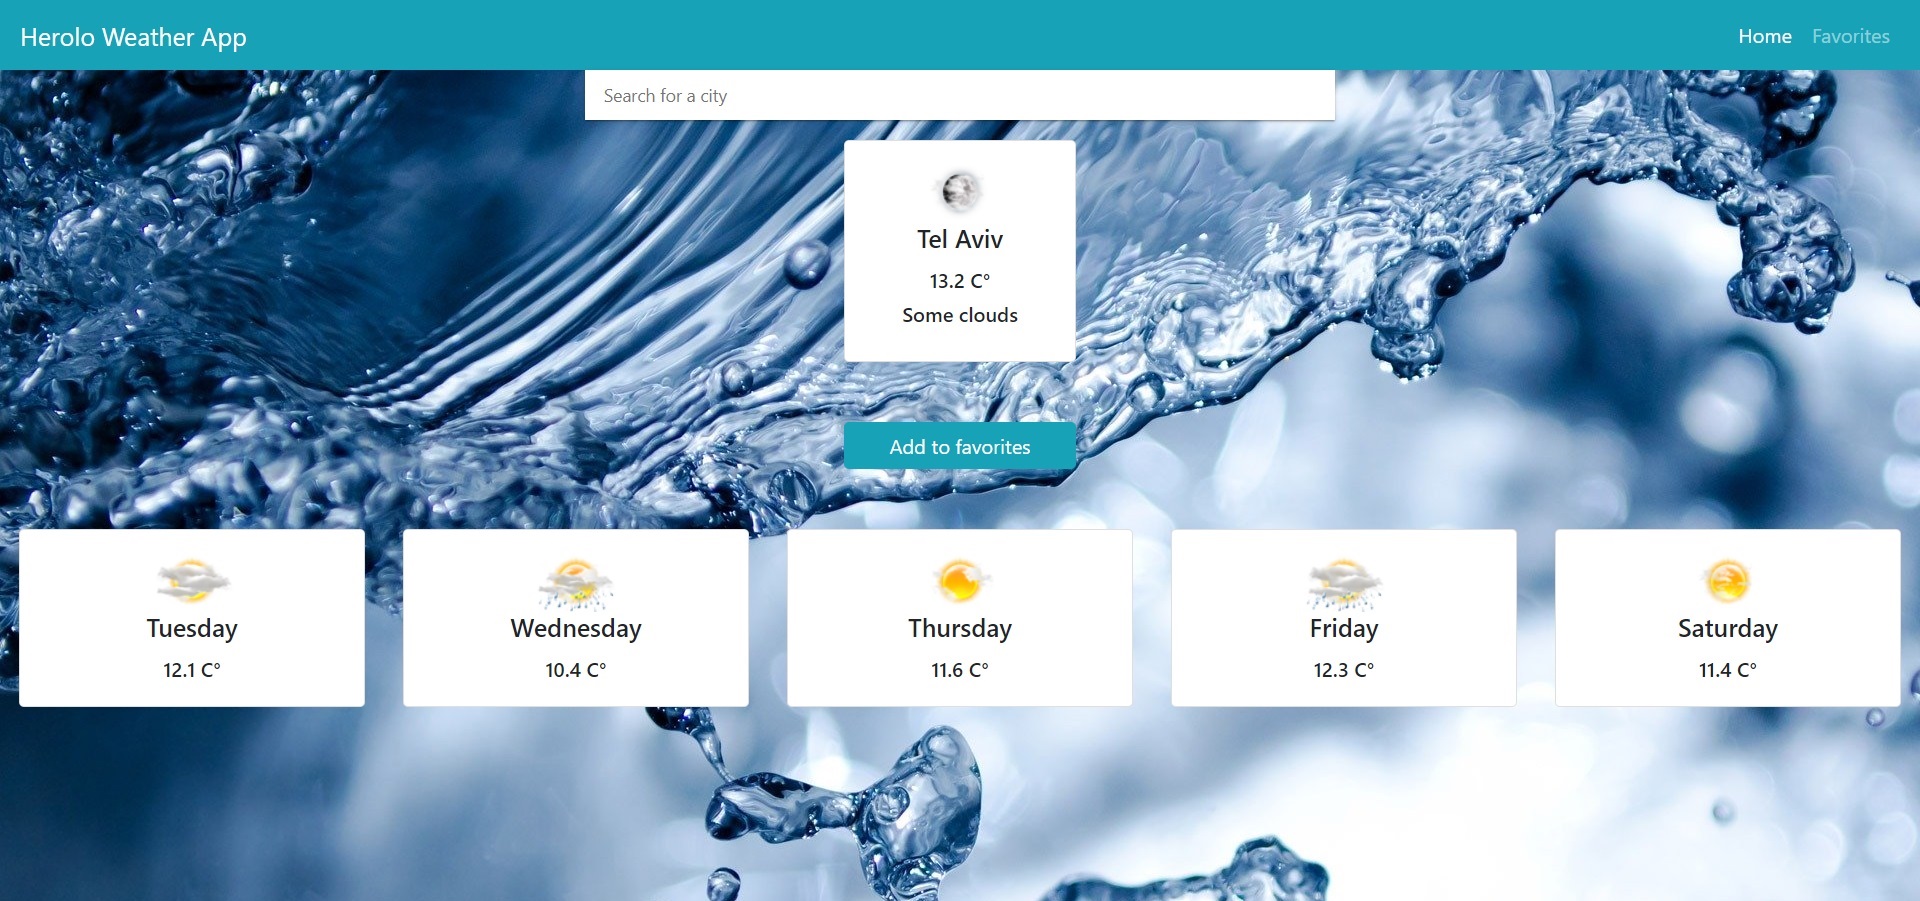 Herolo Weather App
Home
Favorites
Search for a city
Tel Aviv
13.2 C°
Some clouds
Add to favorites
Tuesday
12.1 C°
Wednesday
10.4 C°
Thursday
11.6 C°
Friday
12.3 C°
Saturday
11.4 C°